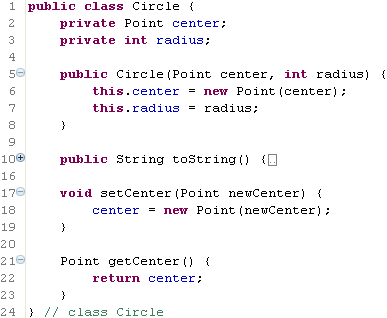 1 public class Circle {
2     private Point center;
3     private int radius;
4
5     public Circle(Point center, int radius) {
6         this.center = new Point(center);
7         this.radius = radius;
8     }
9
10     public String toString() {
16
17     void setCenter(Point newCenter) {
18         center = new Point(newCenter);
19     }
20
21     Point getCenter() {
22         return center;
23     }
24 } // class Circle